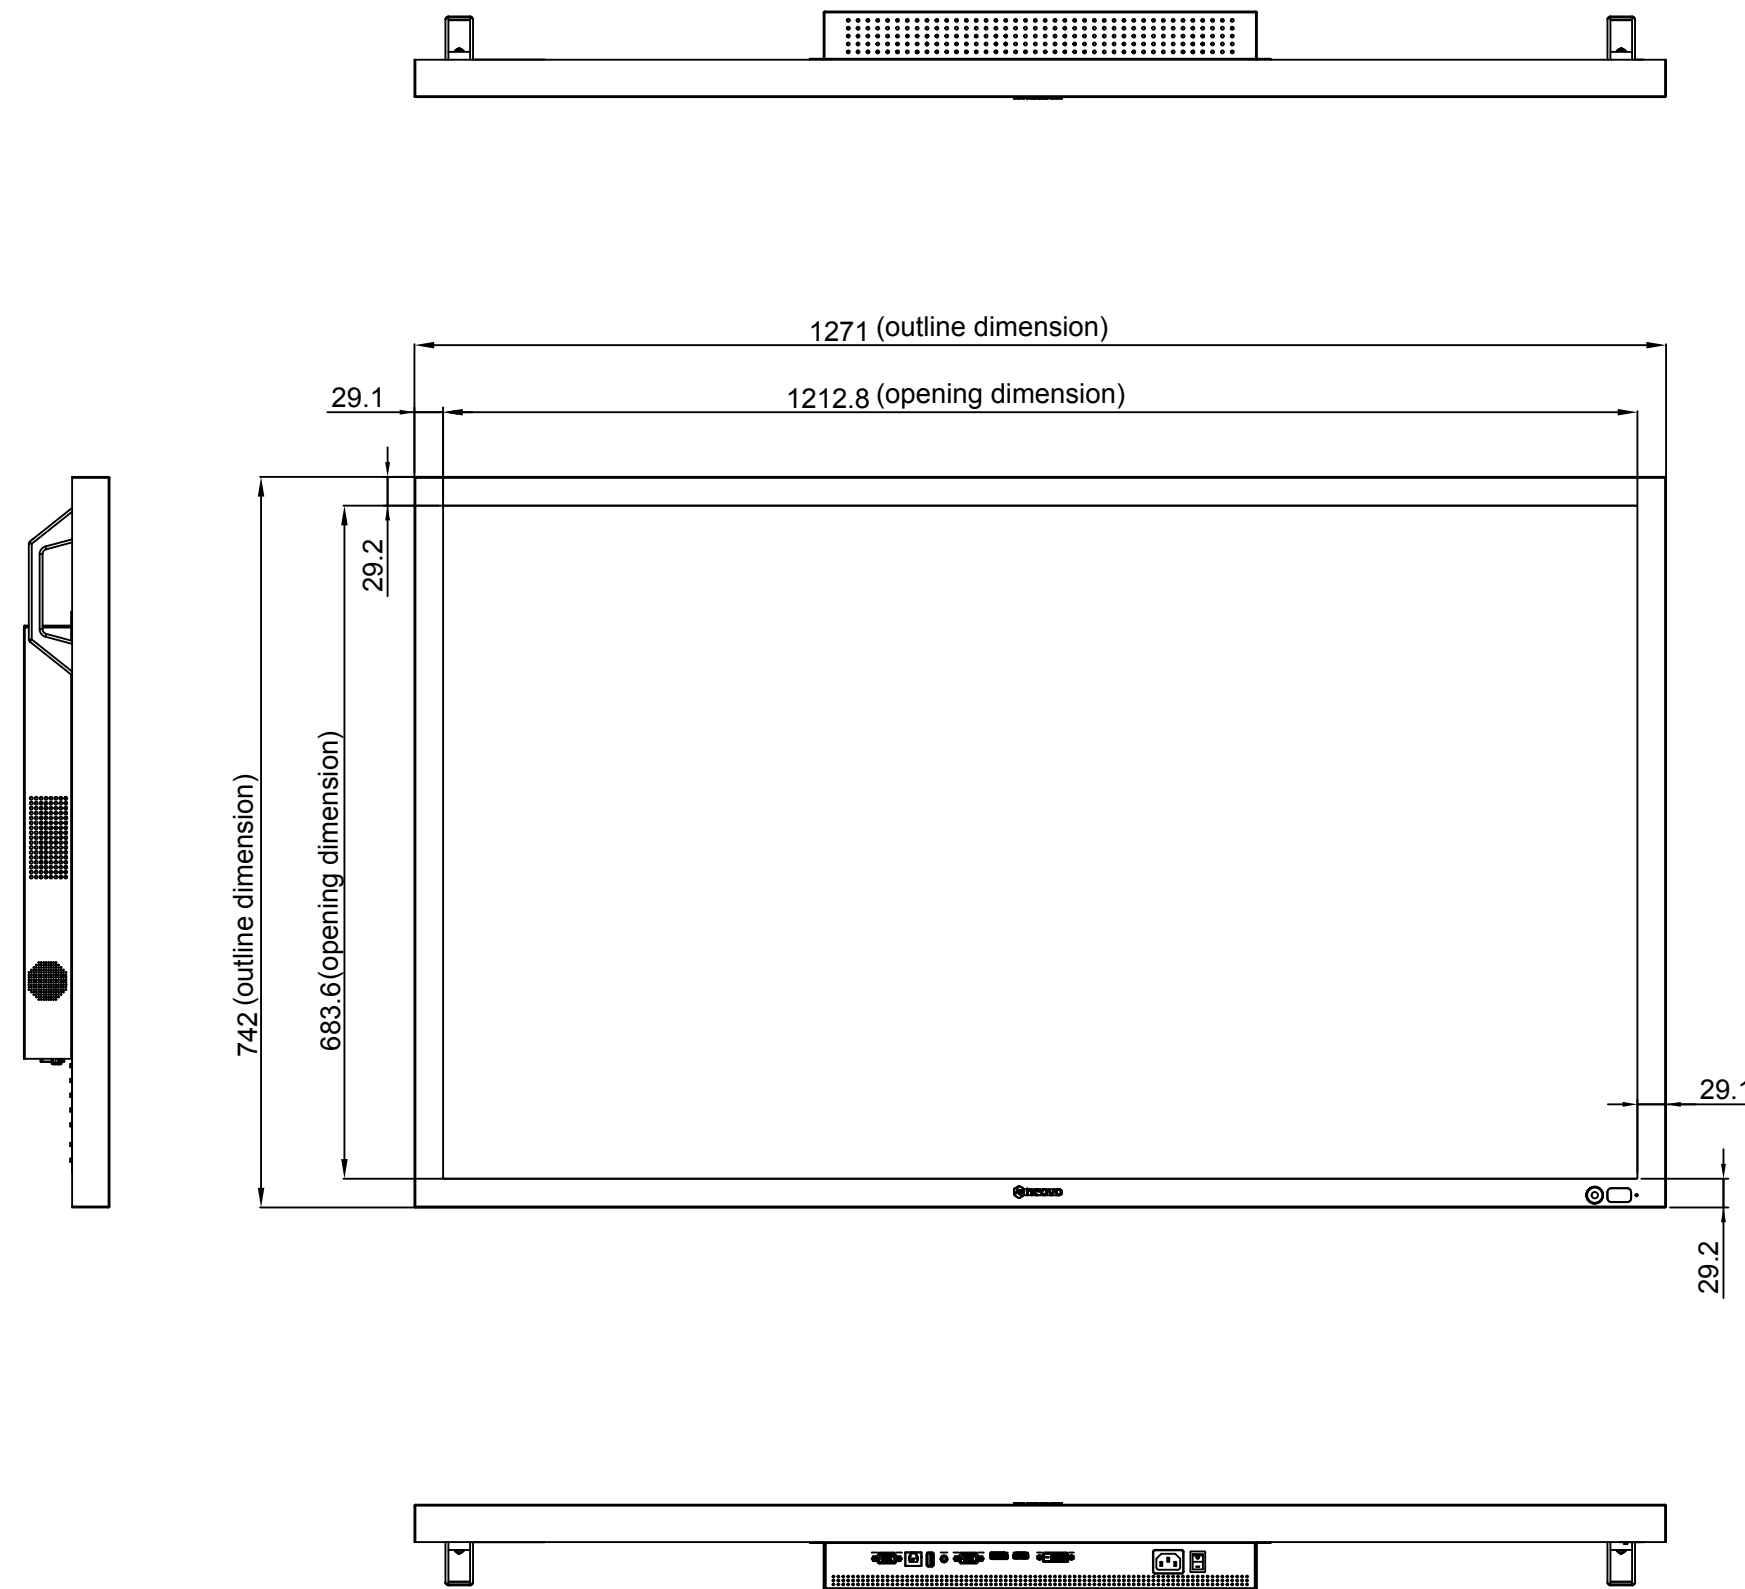 1271 (outline dimension)
29.1
1212.8 (opening dimension)
29.2
742 (outline dimension)
683.6(opening dimension)
29.1
neovo
29.2